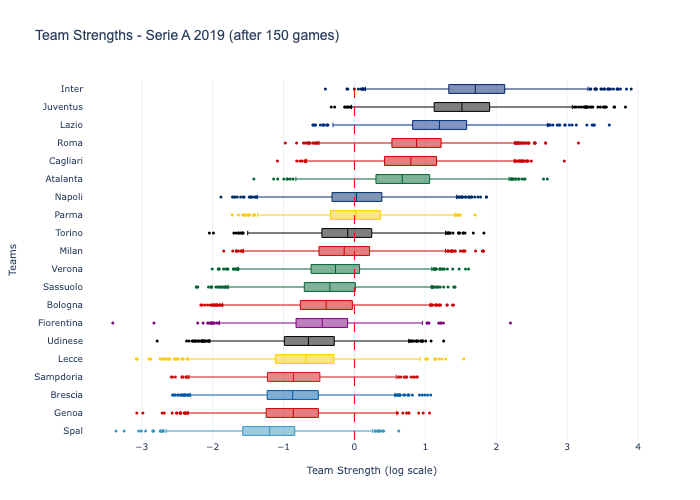 Team Strengths - Serie A 2019 (after 150 games)
Inter
Juventus
Lazio
Roma
Cagliari
Atalanta
Napoli
Parma
Torino
Milan
Verona
Sassuolo
Bologna
Fiorentina
Udinese
Lecce
Sampdoria
Brescia
Genoa
Spal
Teams
−3 −2 −1 0 1 2 3 4
Team Strength (log scale)